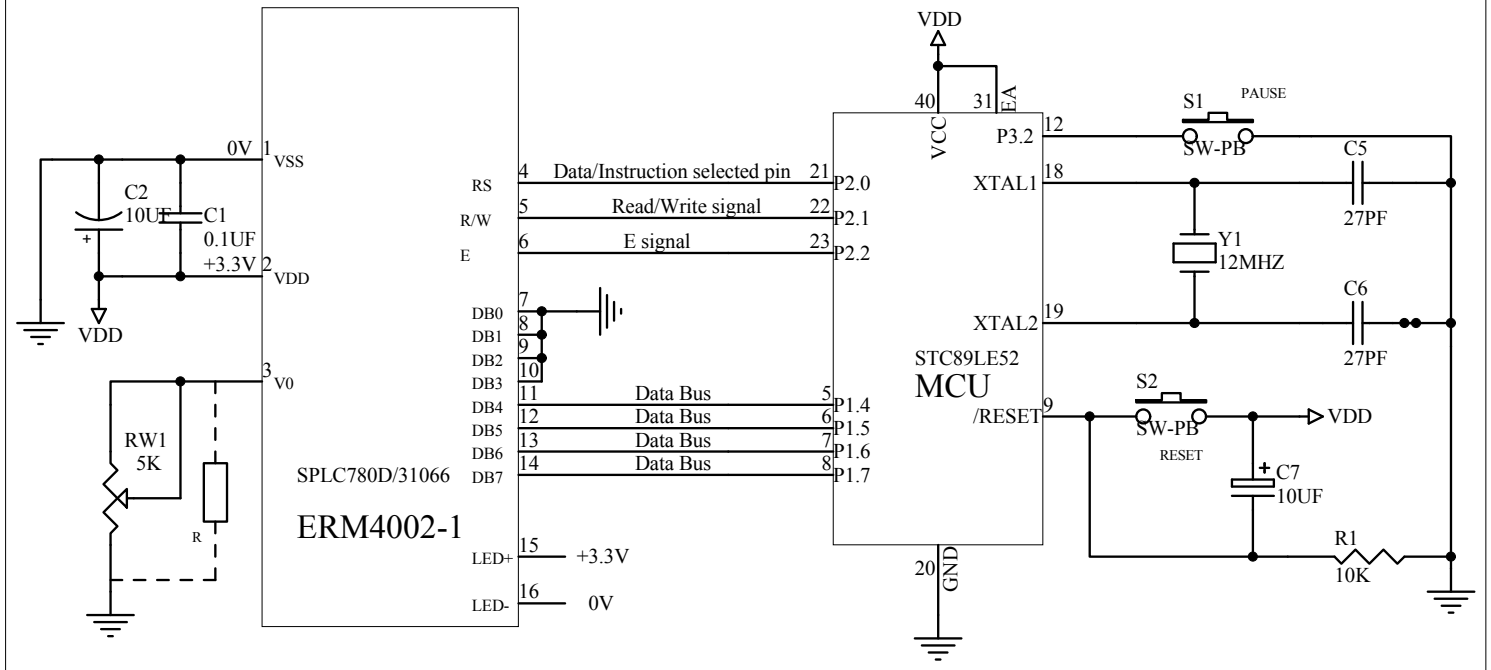 VDD
40
31
EA
VCC
S1
PAUSE
P3.2
12
SW-PB
0V
1
VSS
C2
10UF
C1
0.1UF
+3.3V
2
VDD
VDD
RS
4
Data/Instruction selected pin
21
P2.0
R/W
5
Read/Write signal
22
P2.1
E
6
E signal
23
P2.2
XTAL1
18
C5
27PF
Y1
12MHZ
C6
XTAL2
19
27PF
DB0
7
DB1
8
DB2
9
DB3
10
DB4
11
Data Bus
5
P1.4
DB5
12
Data Bus
6
P1.5
DB6
13
Data Bus
7
P1.6
DB7
14
Data Bus
8
P1.7
STC89LE52
MCU
/RESET
9
S2
SW-PB
RESET
VDD
C7
10UF
R1
10K
3
V0
RW1
5K
R
SPLC780D/31066
ERM4002-1
LED+
15
+3.3V
LED-
16
0V
20
GND
+
+